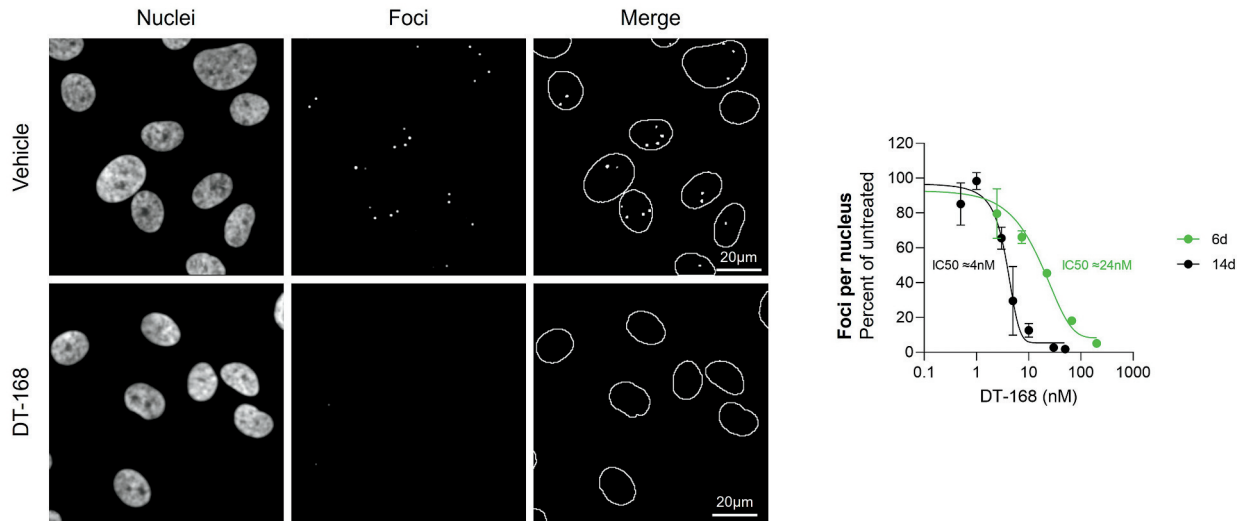 Nuclei
Foci
Merge
Vehicle
20µm
DT-168
20µm
Foci per nucleus
Percent of untreated
120
100
80
60
40
20
0
IC50 ≈4nM
IC50 ≈24nM
0.1
1
10
100
1000
DT-168 (nM)
6d
14d